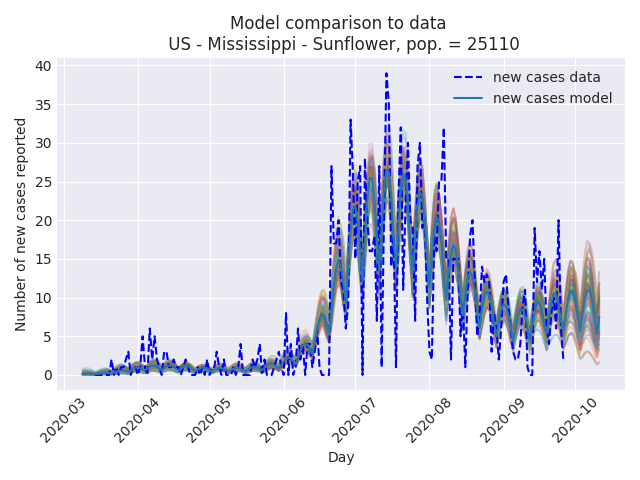 Model comparison to data
US - Mississippi - Sunflower, pop. = 25110
new cases data
new cases model
Number of new cases reported
40
35
30
25
20
15
10
5
0
2020-03
2020-04
2020-05
2020-06
2020-07
2020-08
2020-09
2020-10
Day